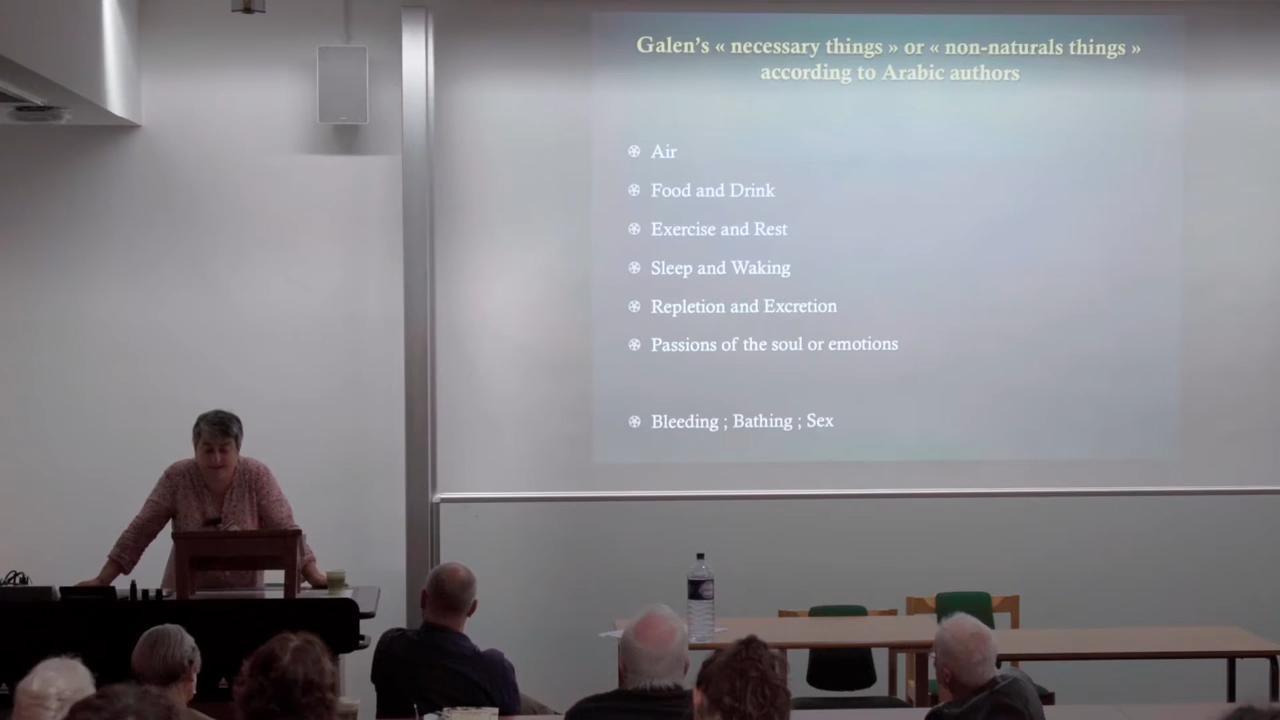 Galen's « necessary things » or « non-naturals things »
according to Arabic authors
Air
Food and Drink
Exercise and Rest
Sleep and Waking
Repletion and Excretion
Passions of the soul or emotions
Bleeding ; Bathing ; Sex